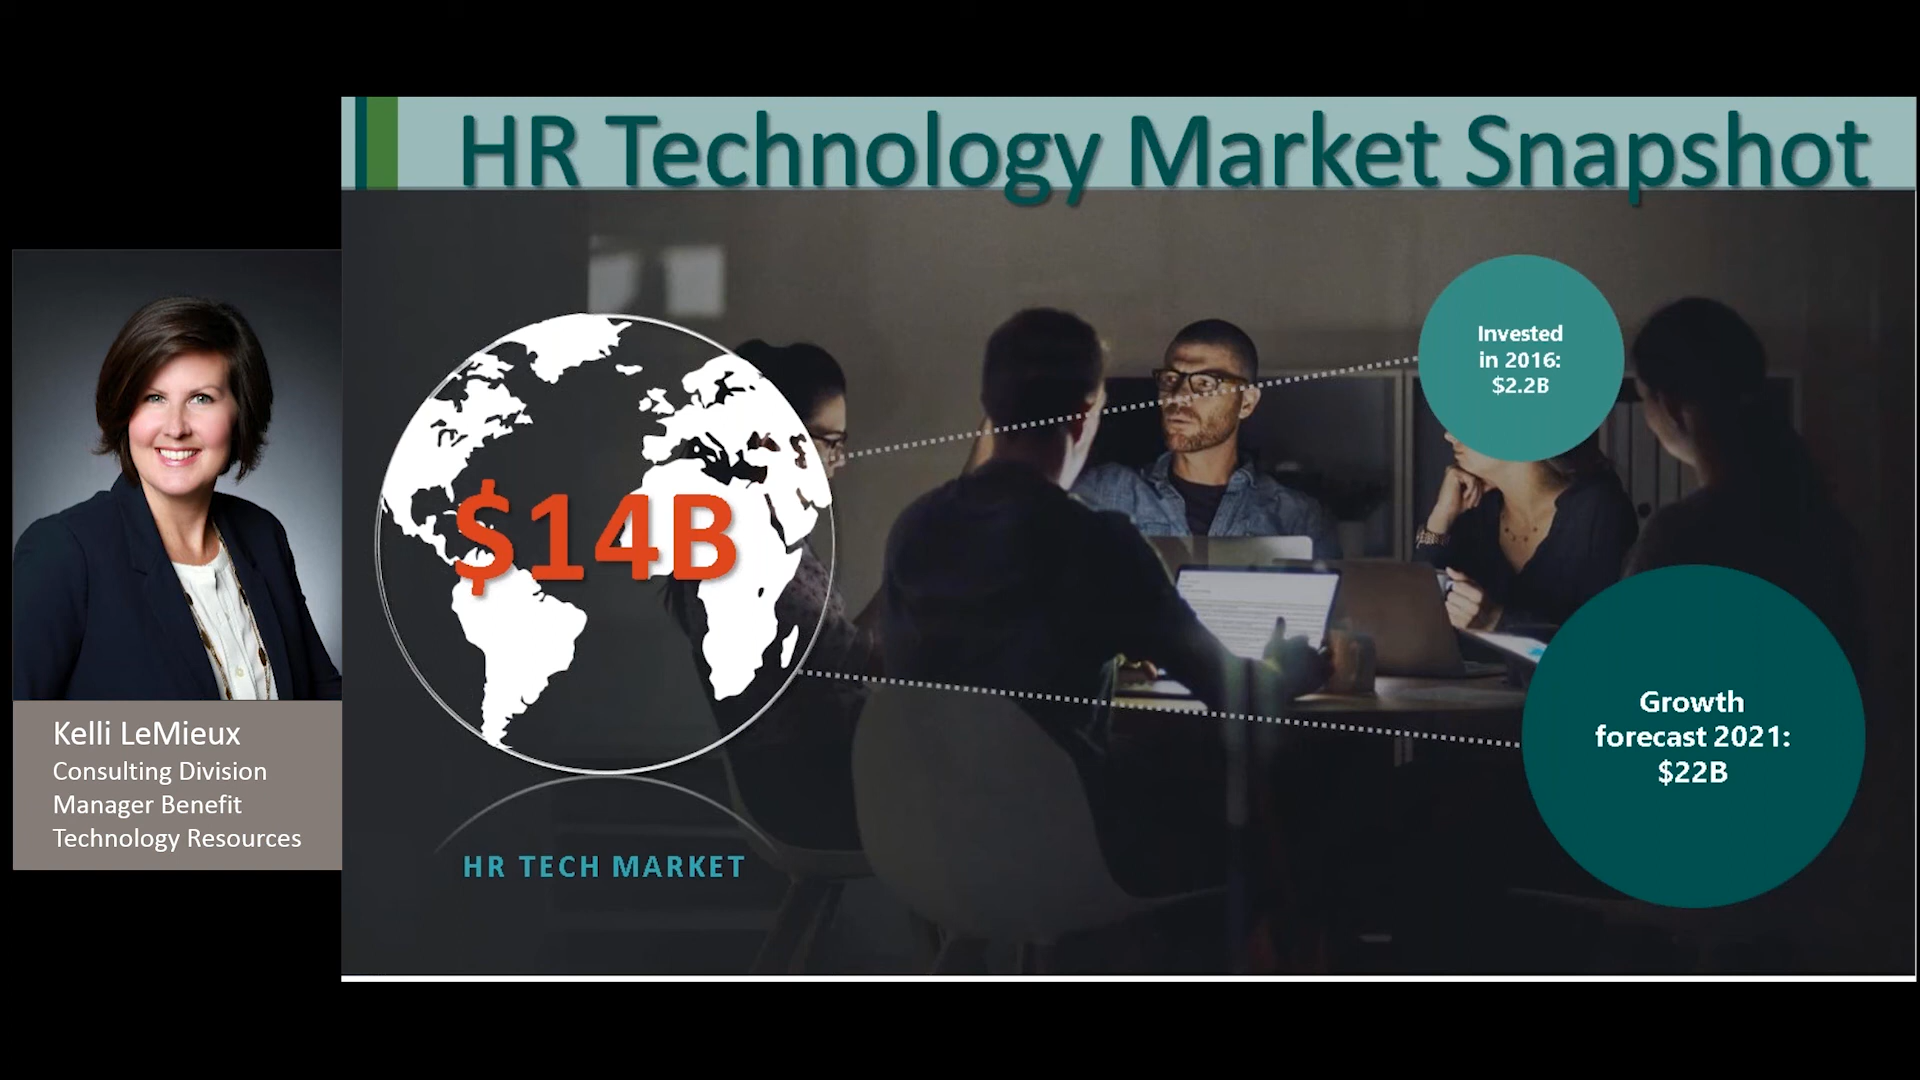 HR Technology Market Snapshot
Invested
in 2016:
$2.2B
$14B
Growth
forecast 2021:
$22B
HR TECH MARKET
Kelli LeMieux
Consulting Division
Manager Benefit
Technology Resources